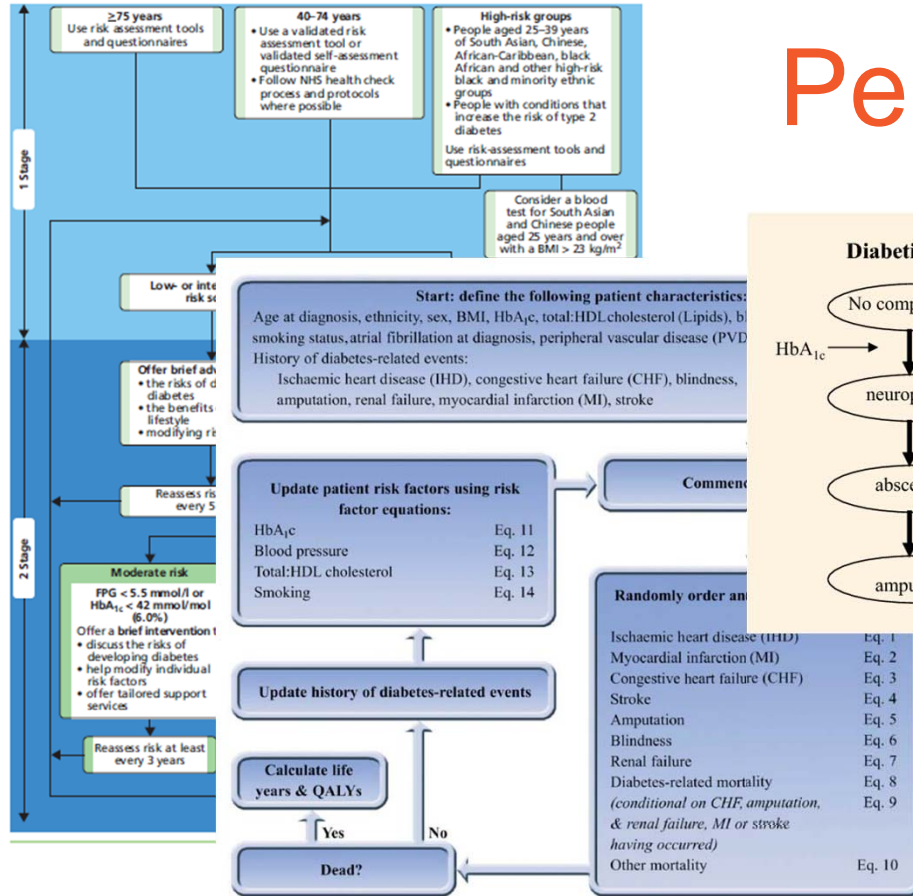 ≥75 years
Use risk assessment tools
and questionnaires
40–74 years
• Use a validated risk
assessment tool or
validated self-assessment
questionnaire
• Follow NHS health check
process and protocols
where possible
High-risk groups
• People aged 25–39 years
of South Asian, Chinese,
African-Caribbean, black
African and other high-risk
black and minority ethnic
groups
• People with conditions that
increase the risk of type 2
diabetes
Use risk-assessment tools and
questionnaires
Pe
1 Stage
Consider a blood
test for South Asian
and Chinese people
aged 25 years and over
with a BMI > 23 kg/m²
Low- or
risk
2 Stage
Offer brief
• the risks of
diabetes
• the benefits
lifestyle
• modifying
Reassess
every 5
Moderate risk
FPG < 5.5 mmol/l or
HbA1c < 42 mmol/mol
(6.0%)
Offer a brief intervention
• discuss the risks of
developing diabetes
• help modify individual
risk factors
• offer tailored support
services
Reassess risk at least
every 3 years
Start: define the following patient characteristics:
Age at diagnosis, ethnicity, sex, BMI, HbA1c, total:HDL cholesterol (Lipids),
smoking status, atrial fibrillation at diagnosis, peripheral vascular disease (PVD
History of diabetes-related events:
Ischaemic heart disease (IHD), congestive heart failure (CHF), blindness,
amputation, renal failure, myocardial infarction (MI), stroke
Update patient risk factors using risk
factor equations:
HbA1c Eq. 11
Blood pressure Eq. 12
Total:HDL cholesterol Eq. 13
Smoking Eq. 14
Update history of diabetes-related events
Calculate life
years & QALYs
Yes
No
Dead?
Commenc
Randomly order
Ischaemic heart disease (IHD) Eq. 1
Myocardial infarction (MI) Eq. 2
Congestive heart failure (CHF) Eq. 3
Stroke Eq. 4
Amputation Eq. 5
Blindness Eq. 6
Renal failure Eq. 7
Diabetes-related mortality Eq. 8
(conditional on CHF, amputation, Eq. 9
& renal failure, MI or stroke
having occurred)
Other mortality Eq. 10
Diabeti
No comp
HbA1c
neurop
absce
ampu